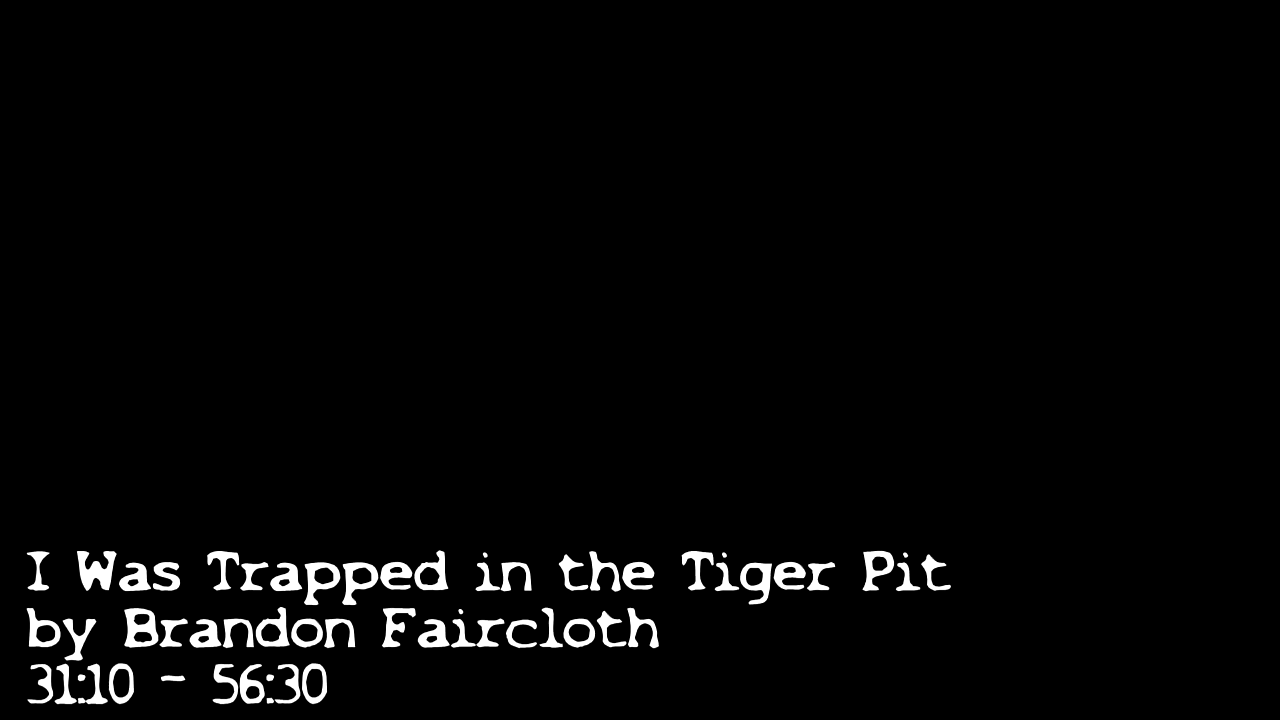 I Was Trapped in the Tiger Pit
by Brandon Faircloth
31:10 - 56:30